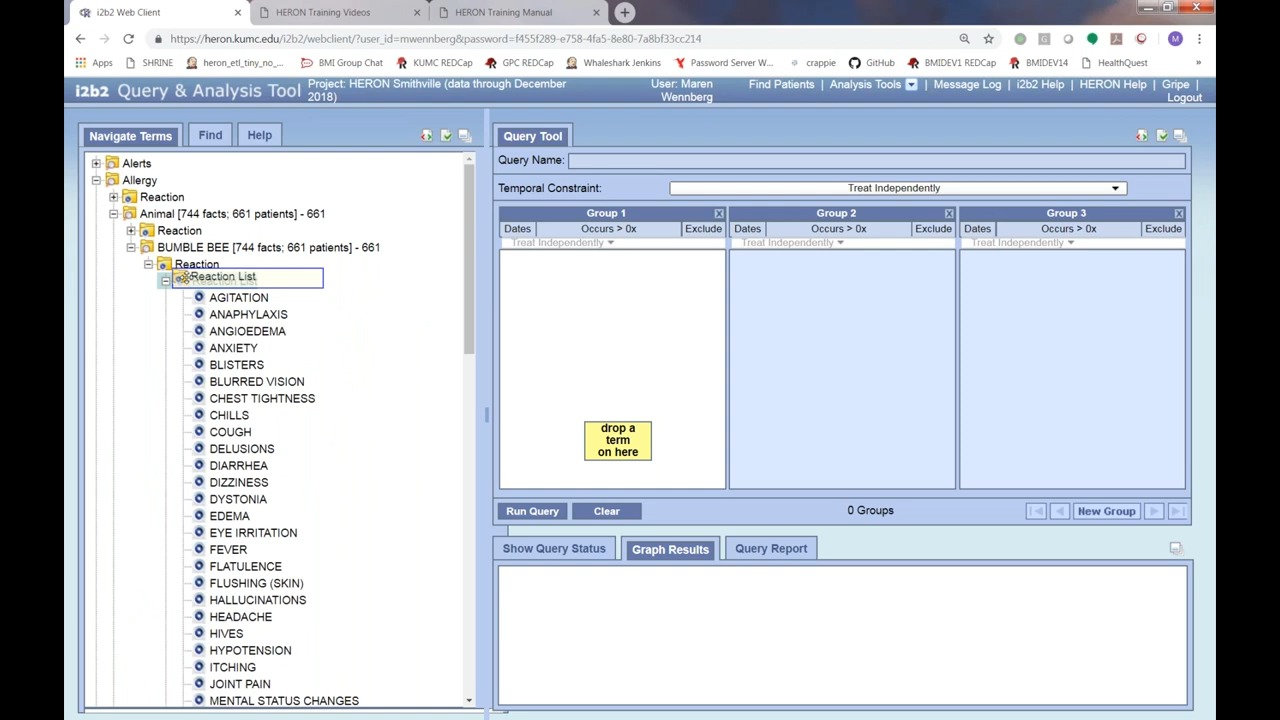 i2b2 Web Client
HERON Training Videos
HERON Training Manual
https://heron.kumc.edu/i2b2/webclient/?user_id=mwennberg&password=f455f289-e758-4fa5-8e80-7a8bf33cc214
M
Apps
SHRINE
heron_etl_tiny_no_...
BMI Group Chat
KUMC REDCap
GPC REDCap
Whaleshark Jenkins
Password Server W...
crappie
GitHub
BMIDEV1 REDCap
BMIDEV14
HealthQuest
»
i2b2 Query & Analysis Tool
Project: HERON Smithville (data through December
2018)
User: Maren
Wennberg
Find Patients | Analysis Tools | Message Log | i2b2 Help | HERON Help | Gripe |
Logout
Navigate Terms
Find
Help
Alerts
Allergy
Reaction
Animal [744 facts; 661 patients] - 661
Reaction
BUMBLE BEE [744 facts; 661 patients] - 661
Reaction
Reaction List
Reaction List
AGITATION
ANAPHYLAXIS
ANGIOEDEMA
ANXIETY
BLISTERS
BLURRED VISION
CHEST TIGHTNESS
CHILLS
COUGH
DELUSIONS
DIARRHEA
DIZZINESS
DYSTONIA
EDEMA
EYE IRRITATION
FEVER
FLATULENCE
FLUSHING (SKIN)
HALLUCINATIONS
HEADACHE
HIVES
HYPOTENSION
ITCHING
JOINT PAIN
MENTAL STATUS CHANGES
Query Tool
Query Name:
Temporal Constraint:
Treat Independently
Group 1
Group 2
Group 3
Dates
Occurs > 0x
Exclude
Dates
Occurs > 0x
Exclude
Dates
Occurs > 0x
Exclude
Treat Independently
Treat Independently
Treat Independently
drop a
term
on here
Run Query
Clear
0 Groups
New Group
Show Query Status
Graph Results
Query Report